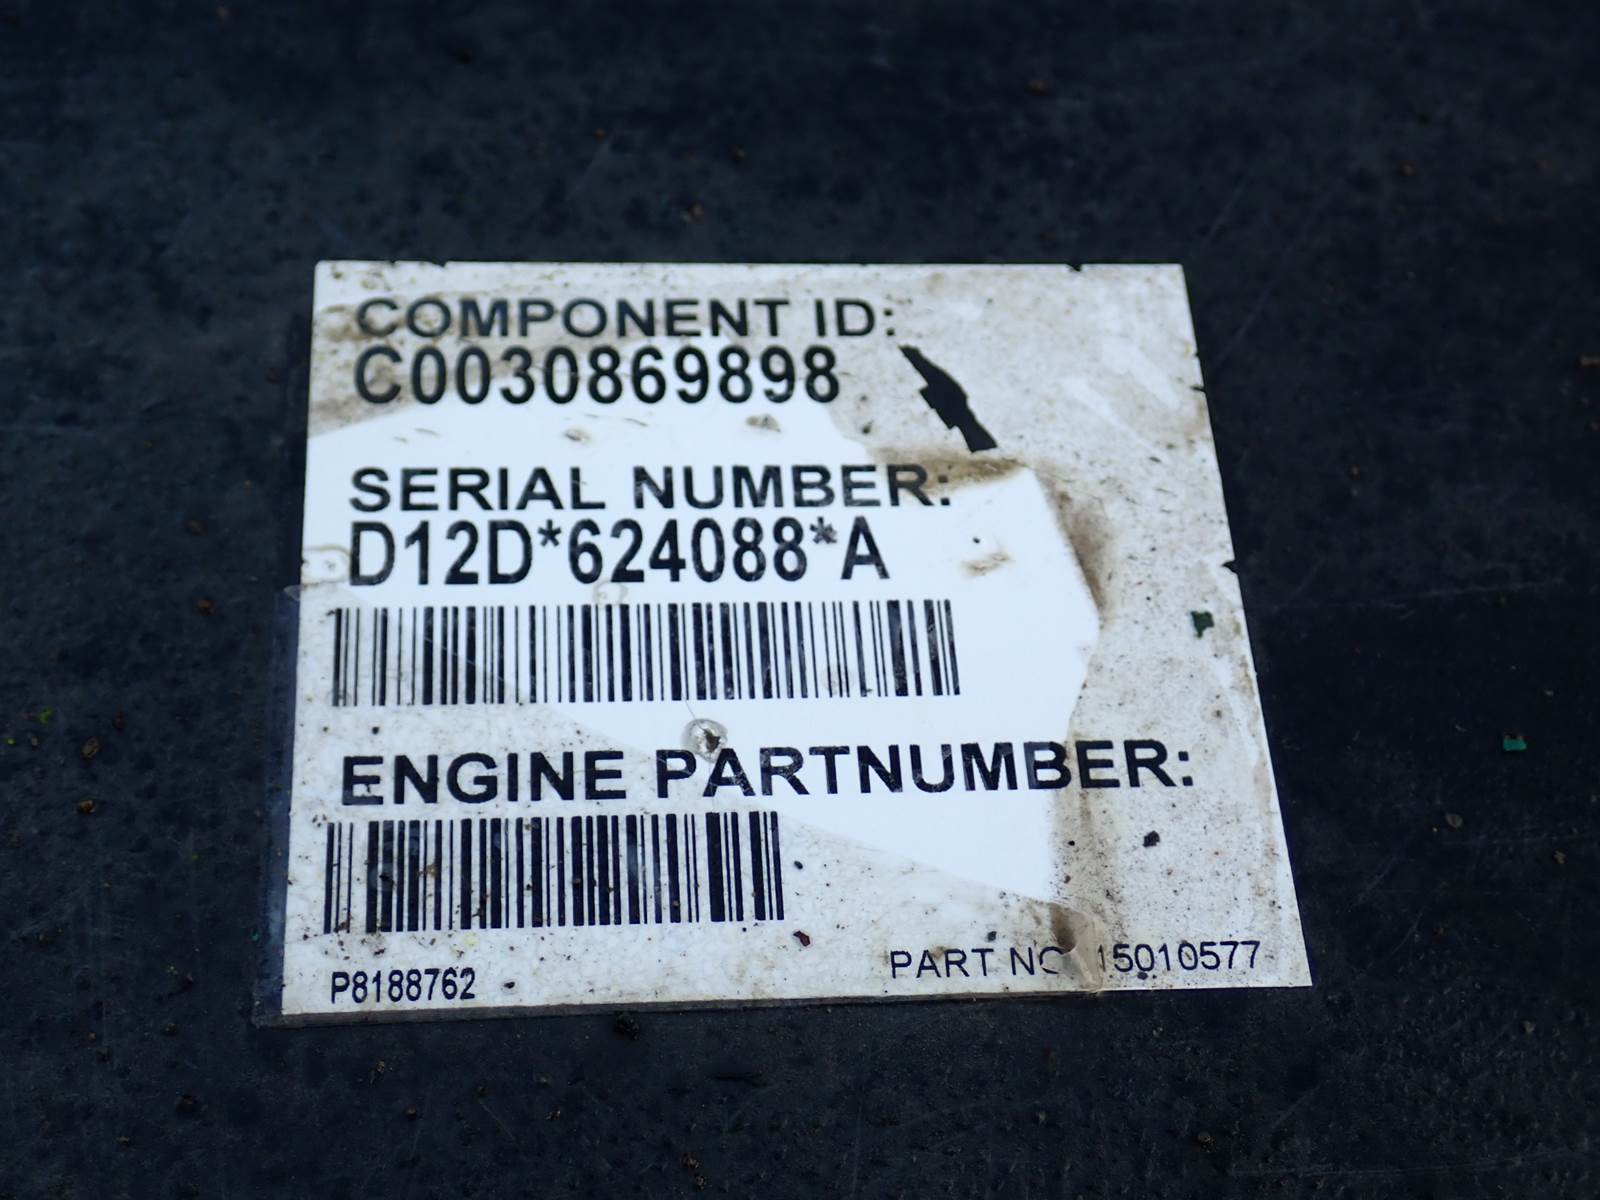 COMPONENT ID:
C0030869898
SERIAL NUMBER:
D12D*624088*A
ENGINE PARTNUMBER:
P8188762
PART NO 15010577